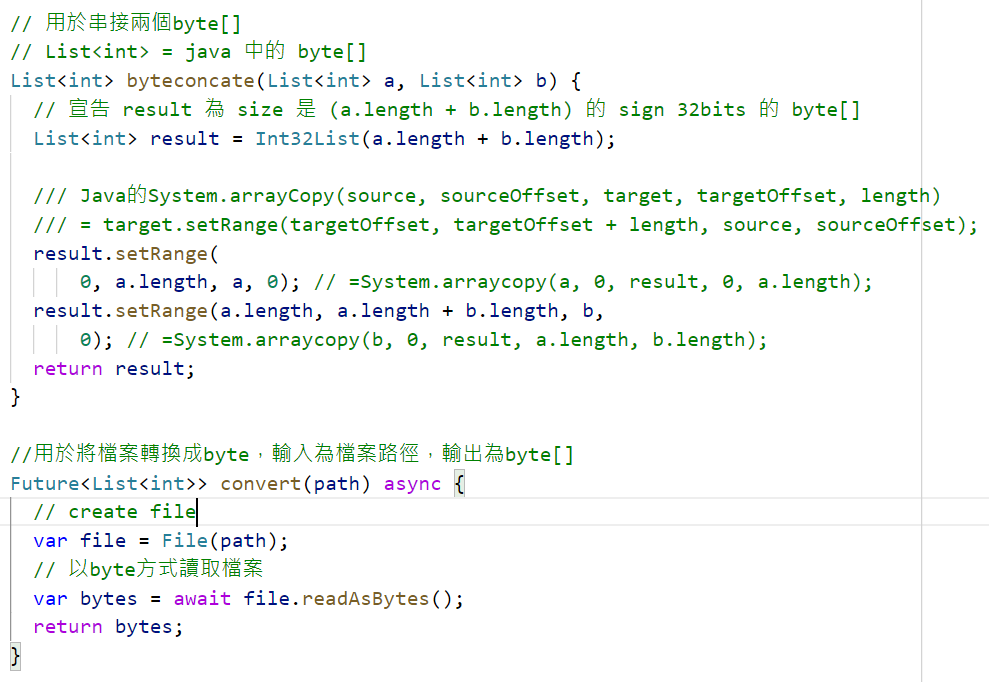 // 用於串接兩個byte[]
// List<int> = java 中的 byte[]
List<int> byteconcate(List<int> a, List<int> b) {
  // 宣告 result 為 size 是 (a.length + b.length) 的 sign 32bits 的 byte[]
  List<int> result = Int32List(a.length + b.length);

  /// Java的System.arrayCopy(source, sourceOffset, target, targetOffset, length)
  /// = target.setRange(targetOffset, targetOffset + length, source, sourceOffset);
  result.setRange(
      0, a.length, a, 0); // =System.arraycopy(a, 0, result, 0, a.length);
  result.setRange(a.length, a.length + b.length, b,
      0); // =System.arraycopy(b, 0, result, a.length, b.length);
  return result;
}

//用於將檔案轉換成byte，輸入為檔案路徑，輸出為byte[]
Future<List<int>> convert(path) async {
  // create file
  var file = File(path);
  // 以byte方式讀取檔案
  var bytes = await file.readAsBytes();
  return bytes;
}